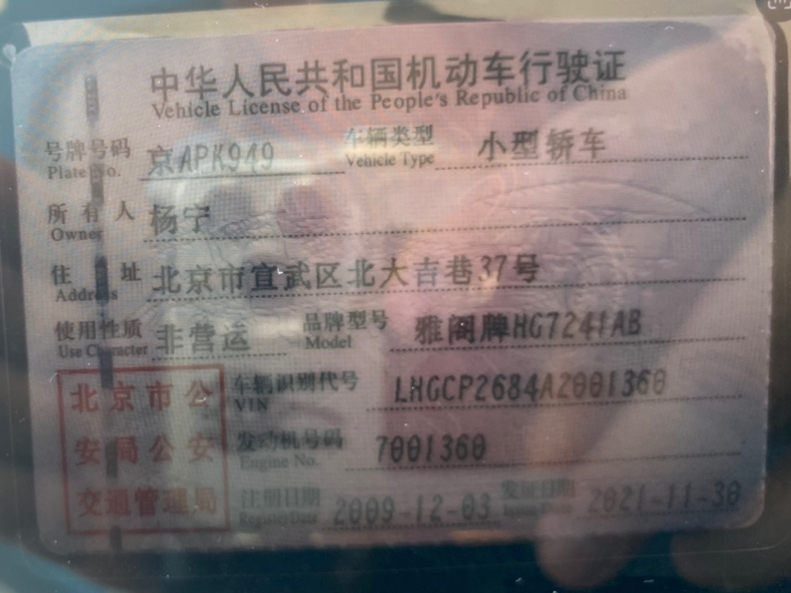 中华人民共和国机动车行驶证
Vehicle License of the People's Republic of China
号牌号码 京APK949 车辆类型 小型轿车
Plate No. Vehicle Type
所有人 杨宁
Owner
住址 北京市宣武区北大吉巷37号
Address
使用性质 非营运 品牌型号 雅阁牌HG7241AB
Use Character Model
北京市公 车辆识别代号 LHGCP2684A2001360
VIN
安局公安 发动机号码 7001360
Engine No.
交通管理局 注册日期 2009-12-03 发证日期 2021-11-30
Register Date Issue Date